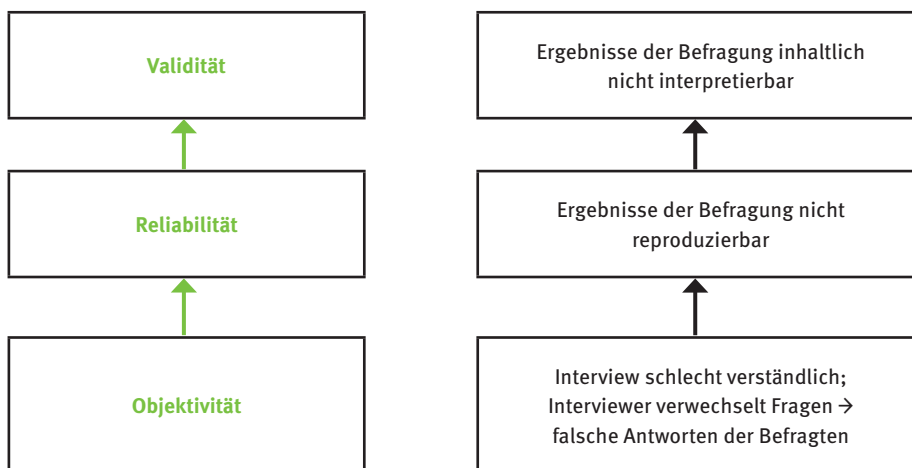 Validität
Ergebnisse der Befragung inhaltlich
nicht interpretierbar
Reliabilität
Ergebnisse der Befragung nicht
reproduzierbar
Objektivität
Interview schlecht verständlich;
Interviewer verwechselt Fragen →
falsche Antworten der Befragten